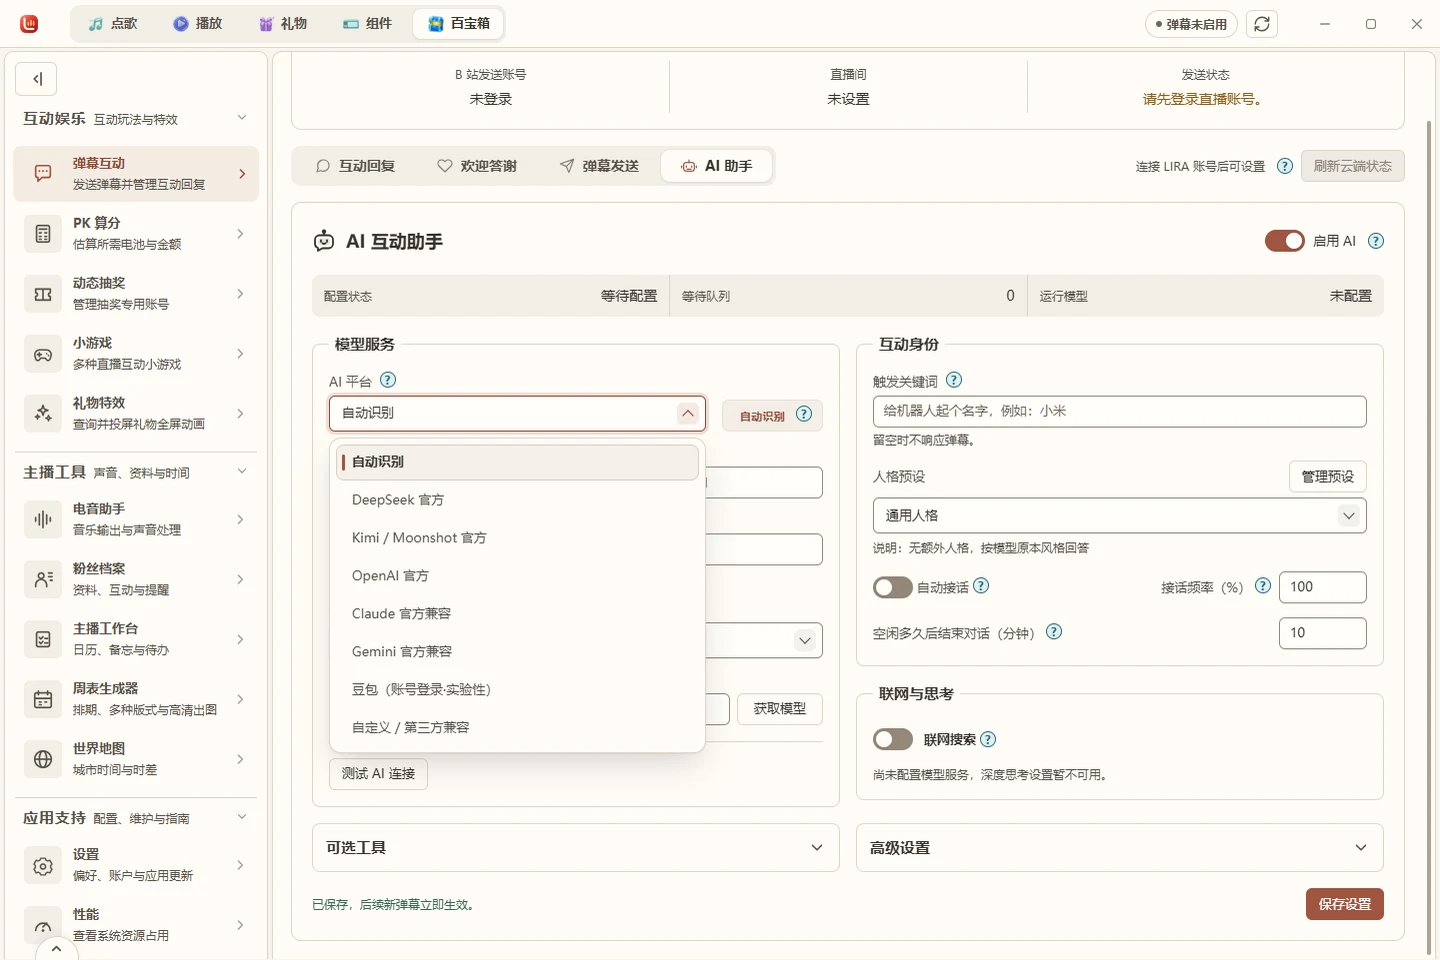 点歌
播放
礼物
组件
百宝箱
弹幕未启用
互动娱乐 互动玩法与特效
弹幕互动
发送弹幕并管理互动回复
PK 算分
估算所需电池与金额
动态抽奖
管理抽奖专用账号
小游戏
多种直播互动小游戏
礼物特效
查询并投屏礼物全屏动画
主播工具 声音、资料与时间
电音助手
音乐输出与声音处理
粉丝档案
资料、互动与提醒
主播工作台
日历、备忘与待办
周表生成器
排期、多种版式与高清出图
世界地图
城市时间与时差
应用支持 配置、维护与指南
设置
偏好、账户与应用更新
性能
查看系统资源占用
B 站发送账号
未登录
直播间
未设置
发送状态
请先登录直播账号。
互动回复
欢迎答谢
弹幕发送
AI 助手
连接 LIRA 账号后可设置 ?
刷新云端状态
AI 互动助手
启用 AI ?
配置状态 等待配置
等待队列 0
运行模型 未配置
模型服务
AI 平台 ?
自动识别
自动识别 ?
自动识别
DeepSeek 官方
Kimi / Moonshot 官方
OpenAI 官方
Claude 官方兼容
Gemini 官方兼容
豆包（账号登录·实验性）
自定义 / 第三方兼容
获取模型
测试 AI 连接
互动身份
触发关键词 ?
给机器人起个名字，例如：小米
留空时不响应弹幕。
人格预设
管理预设
通用人格
说明：无额外人格，按模型原本风格回答
自动接话 ?
接话频率（%） ? 100
空闲多久后结束对话（分钟） ? 10
联网与思考
联网搜索 ?
尚未配置模型服务，深度思考设置暂不可用。
可选工具
高级设置
已保存，后续新弹幕立即生效。
保存设置